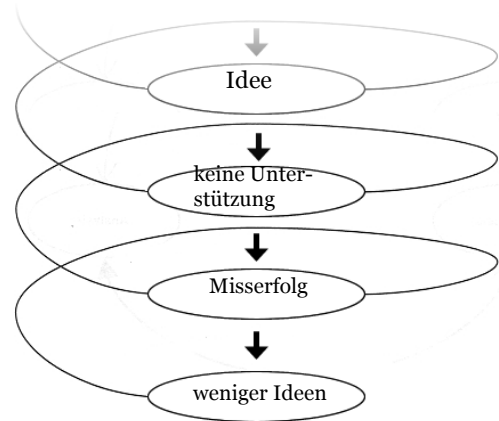 Idee
keine Unter-
stützung
Misserfolg
weniger Ideen